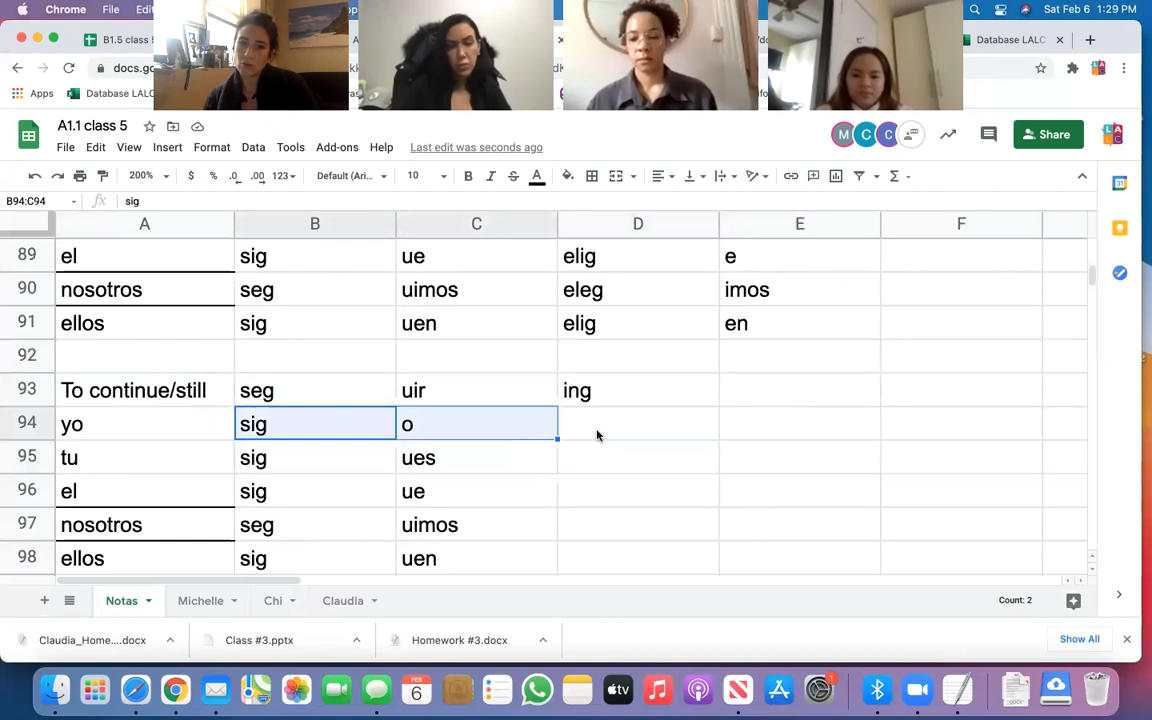 Chrome File Edi pp Sat Feb 6 1:29 PM
B1.5 class 5 Database LALC
docs.go
Apps Database LAL
A1.1 class 5
Share
File Edit View Insert Format Data Tools Add-ons Help Last edit was seconds ago
200% $ % .0 .00 123 Default (Ari... 10 B I S A
B94:C94 fx sig
A B C D E F
89 el sig ue elig e
90 nosotros seg uimos eleg imos
91 ellos sig uen elig en
92
93 To continue/still seg uir ing
94 yo sig o
95 tu sig ues
96 el sig ue
97 nosotros seg uimos
98 ellos sig uen
Notas Michelle Chi Claudia Count: 2
Claudia_Home....docx Class #3.pptx Homework #3.docx Show All